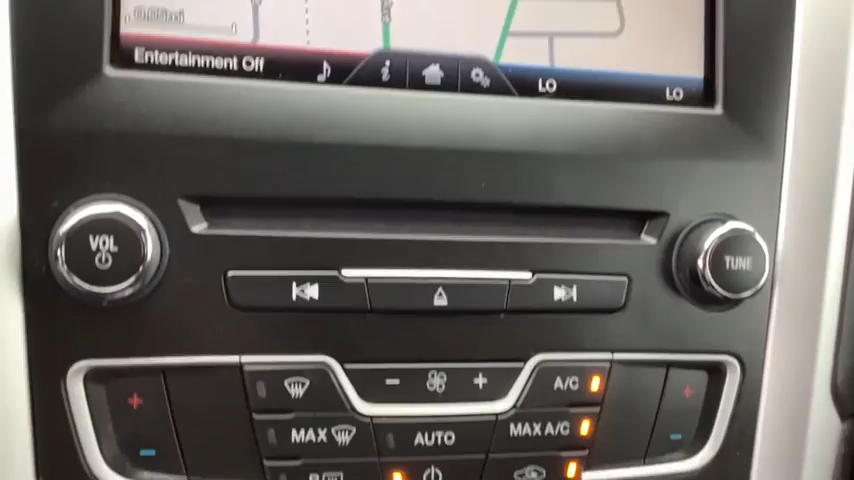 Entertainment Off
LO
LO
VOL
TUNE
A/C
MAX
AUTO
MAX A/C
R